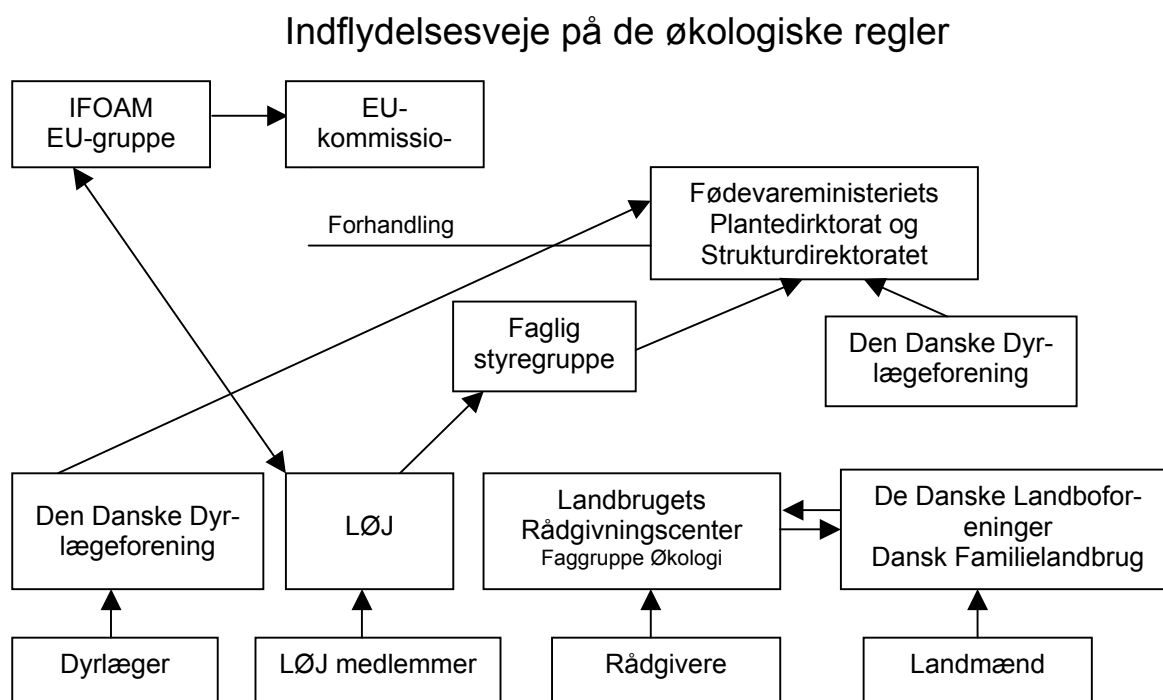 Indflydelsesveje på de økologiske regler
IFOAM
EU-gruppe
EU-
kommissio-
Fødevareministeriets
Plantedirktorat og
Strukturdirektoratet
Forhandling
Faglig
styregruppe
Den Danske Dyr-
lægeforening
Den Danske Dyr-
lægeforening
LØJ
Landbrugets
Rådgivningscenter
Faggruppe Økologi
De Danske Landbofor-
eninger
Dansk Familielandbrug
Dyrlæger
LØJ medlemmer
Rådgivere
Landmænd